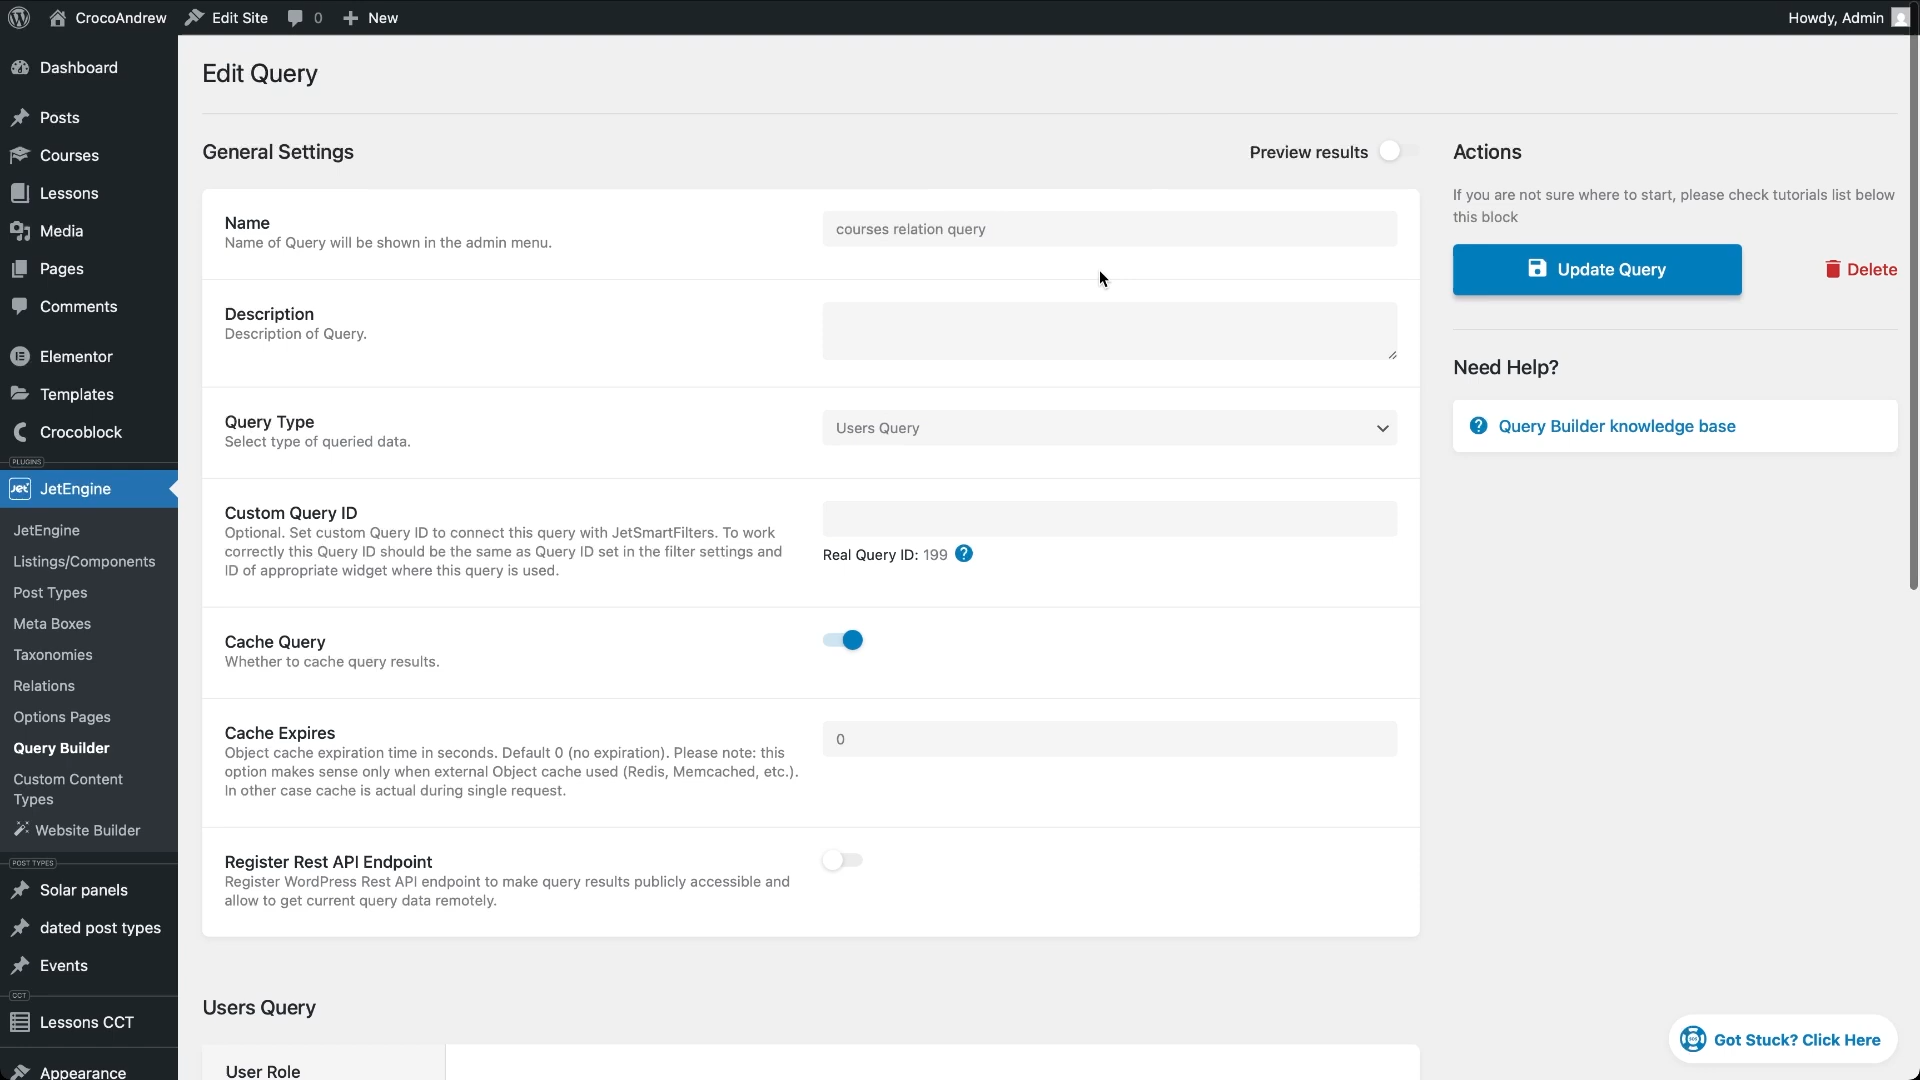 CrocoAndrew
Edit Site
0
New
Howdy, Admin
Dashboard
Posts
Courses
Lessons
Media
Pages
Comments
Elementor
Templates
Crocoblock
PLUGINS
Jet
JetEngine
JetEngine
Listings/Components
Post Types
Meta Boxes
Taxonomies
Relations
Options Pages
Query Builder
Custom Content
Types
Website Builder
POST TYPES
Solar panels
dated post types
Events
CCT
Lessons CCT
Appearance
Edit Query
General Settings
Preview results
Name
Name of Query will be shown in the admin menu.
courses relation query
Description
Description of Query.
Query Type
Select type of queried data.
Users Query
Custom Query ID
Optional. Set custom Query ID to connect this query with JetSmartFilters. To work
correctly this Query ID should be the same as Query ID set in the filter settings and
ID of appropriate widget where this query is used.
Real Query ID: 199 ?
Cache Query
Whether to cache query results.
Cache Expires
Object cache expiration time in seconds. Default 0 (no expiration). Please note: this
option makes sense only when external Object cache used (Redis, Memcached, etc.).
In other case cache is actual during single request.
0
Register Rest API Endpoint
Register WordPress Rest API endpoint to make query results publicly accessible and
allow to get current query data remotely.
Users Query
User Role
Actions
If you are not sure where to start, please check tutorials list below
this block
Update Query
Delete
Need Help?
? Query Builder knowledge base
Got Stuck? Click Here